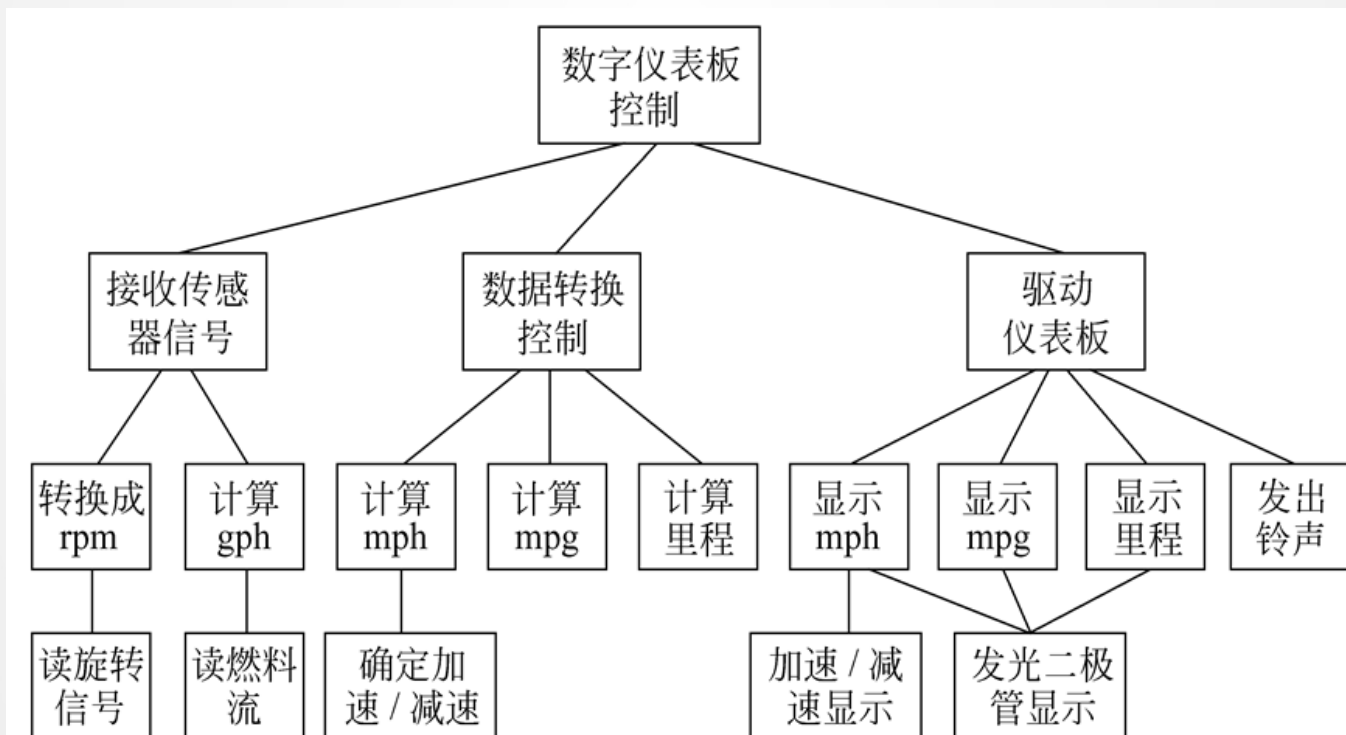 数字仪表板
控制
接收传感
器信号
数据转换
控制
驱动
仪表板
转换成
rpm
计算
gph
计算
mph
计算
mpg
计算
里程
显示
mph
显示
mpg
显示
里程
发出
铃声
读旋转
信号
读燃料
流
确定加
速/减速
加速/减
速显示
发光二极
管显示